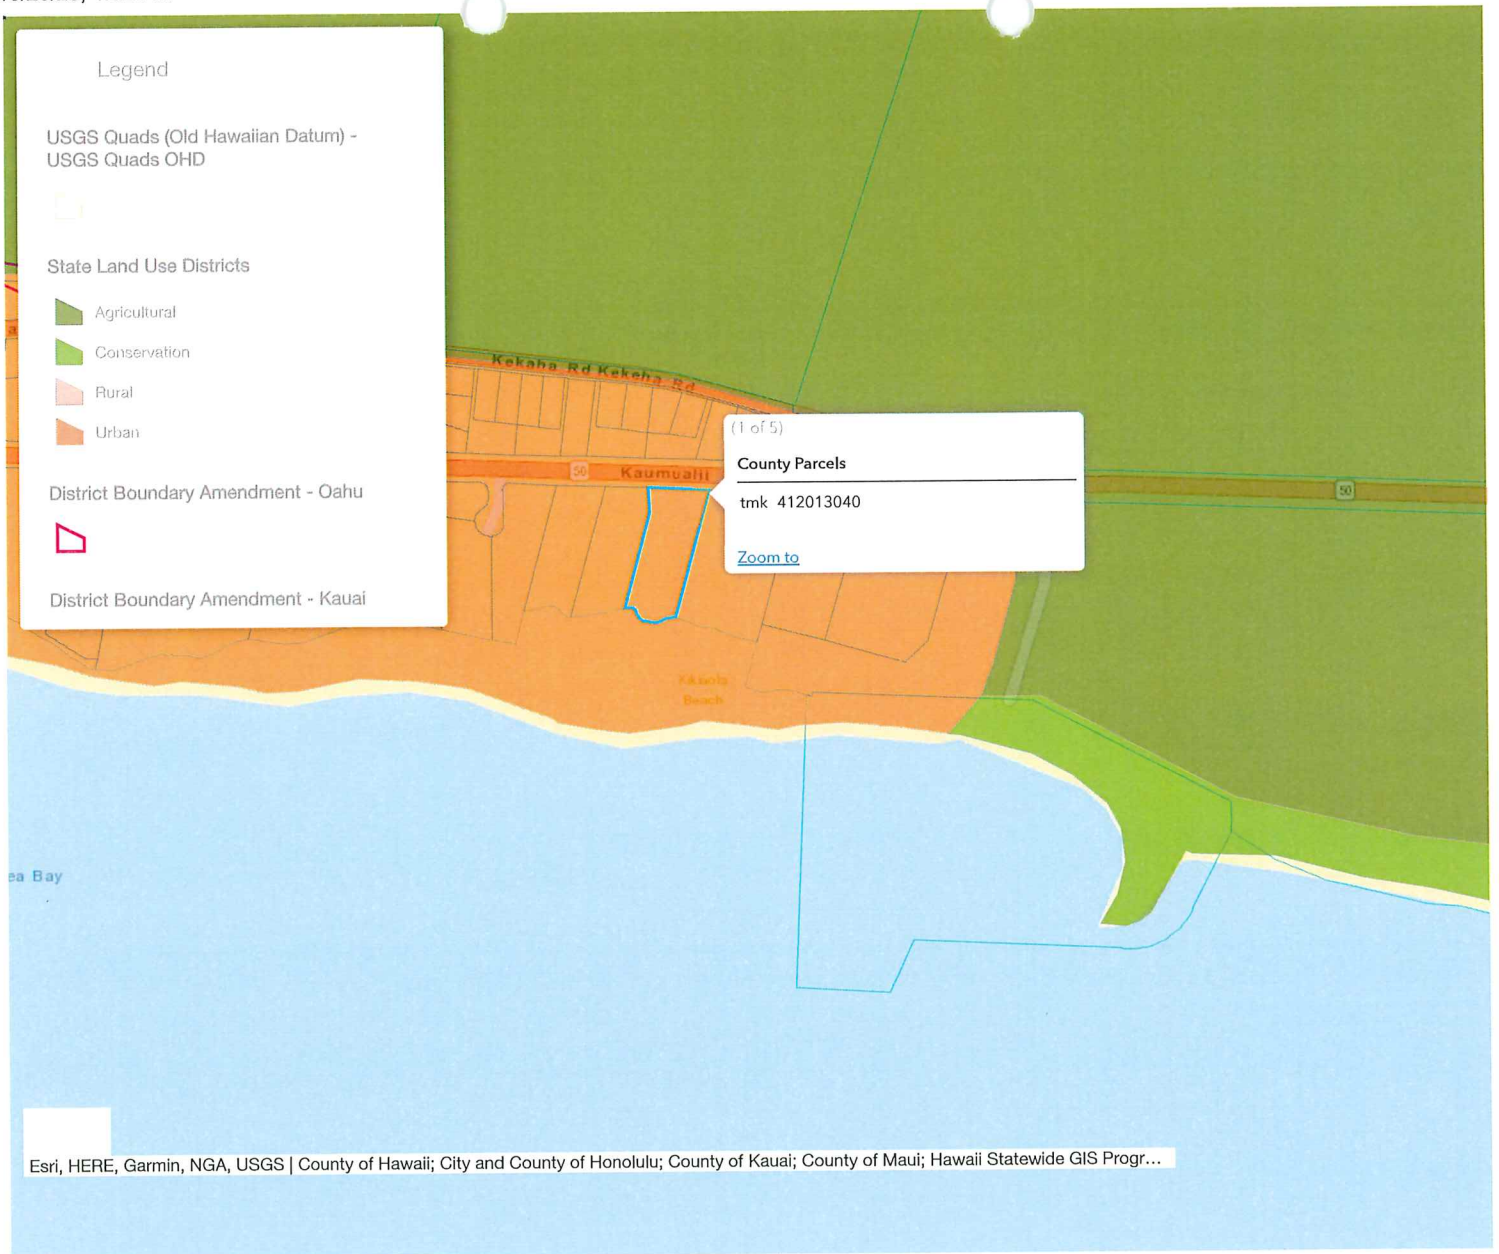 Legend
USGS Quads (Old Hawaiian Datum) -
USGS Quads OHD
State Land Use Districts
Agricultural
Conservation
Rural
Urban
District Boundary Amendment - Oahu
District Boundary Amendment - Kauai
Kekaha Rd Kekeha Rd
50
Kaumualii
(1 of 5)
County Parcels
tmk 412013040
Zoom to
50
Beach
ea Bay
Esri, HERE, Garmin, NGA, USGS | County of Hawaii; City and County of Honolulu; County of Kauai; County of Maui; Hawaii Statewide GIS Progr...